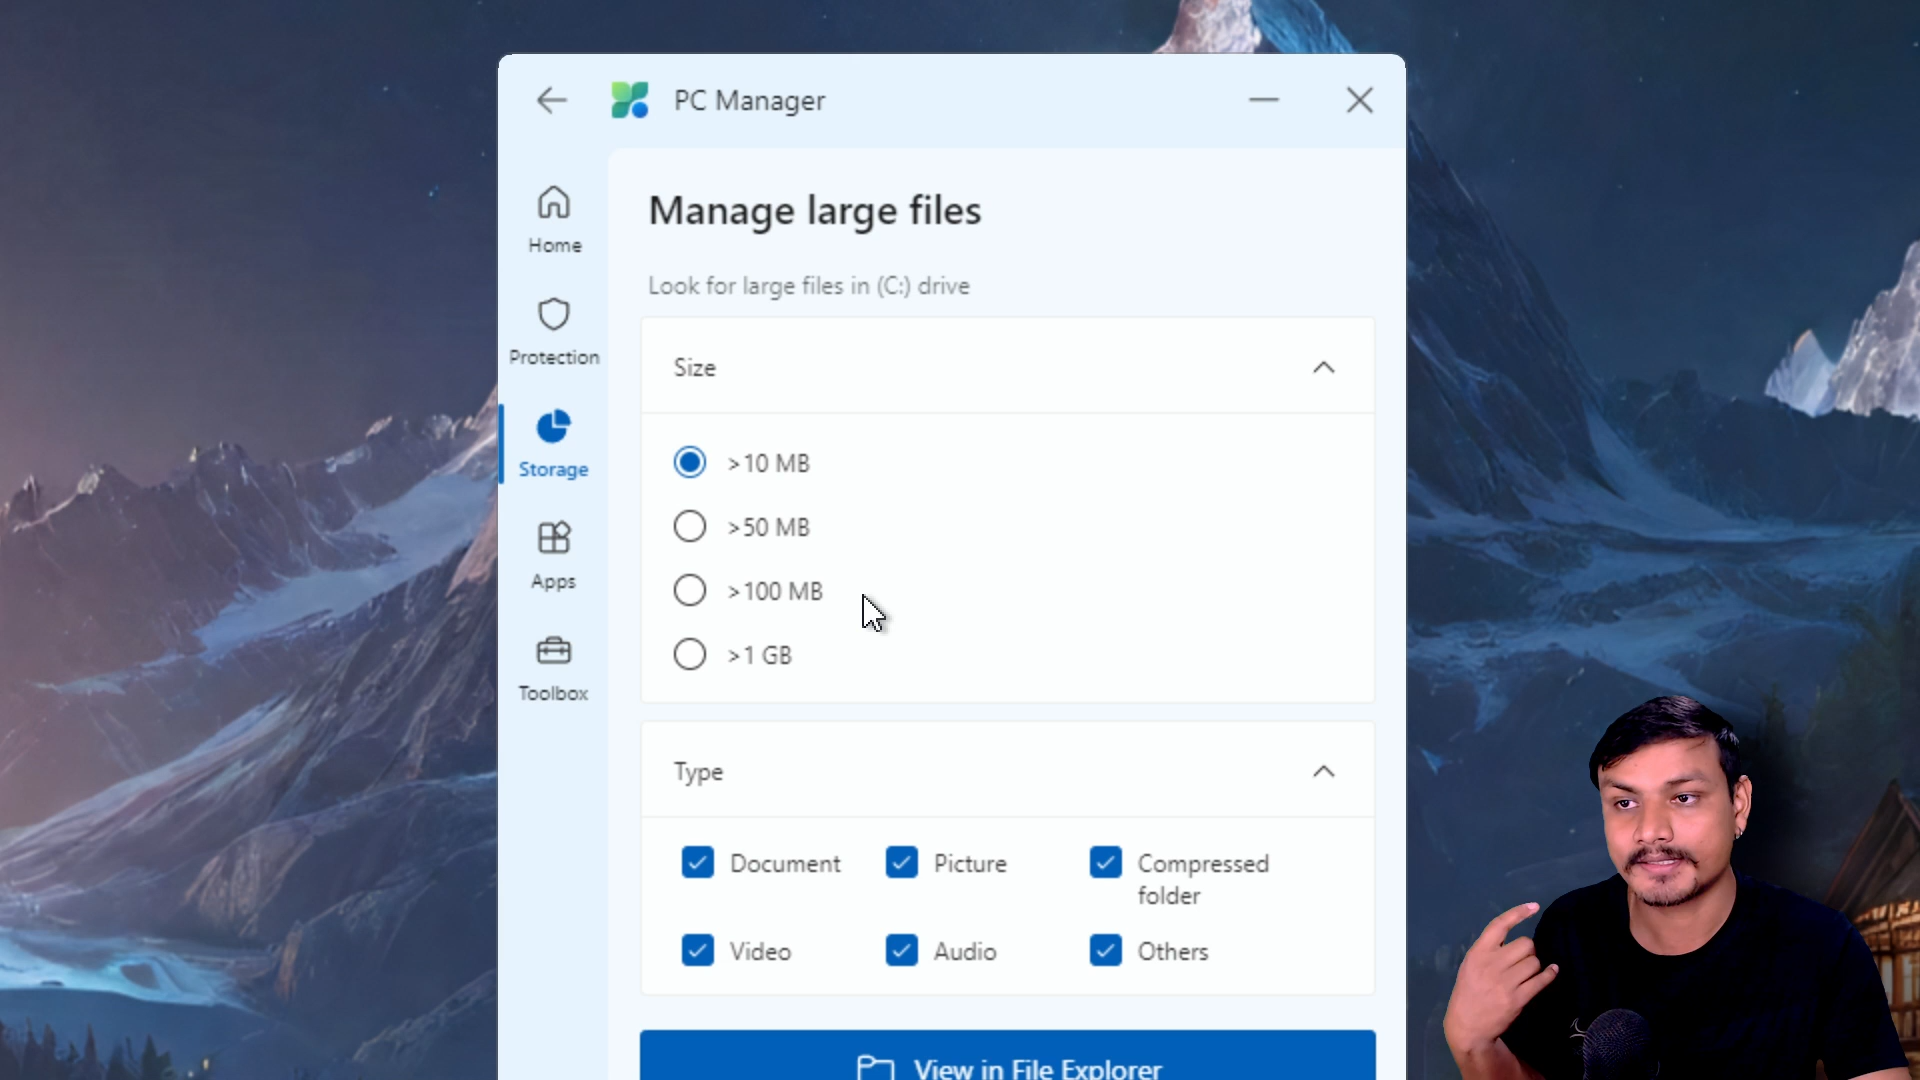 PC Manager
Manage large files
Home
Look for large files in (C:) drive
Protection
Size
>10 MB
Storage
>50 MB
Apps
>100 MB
>1 GB
Toolbox
Type
Document
Picture
Compressed
folder
Video
Audio
Others
View in File Explorer